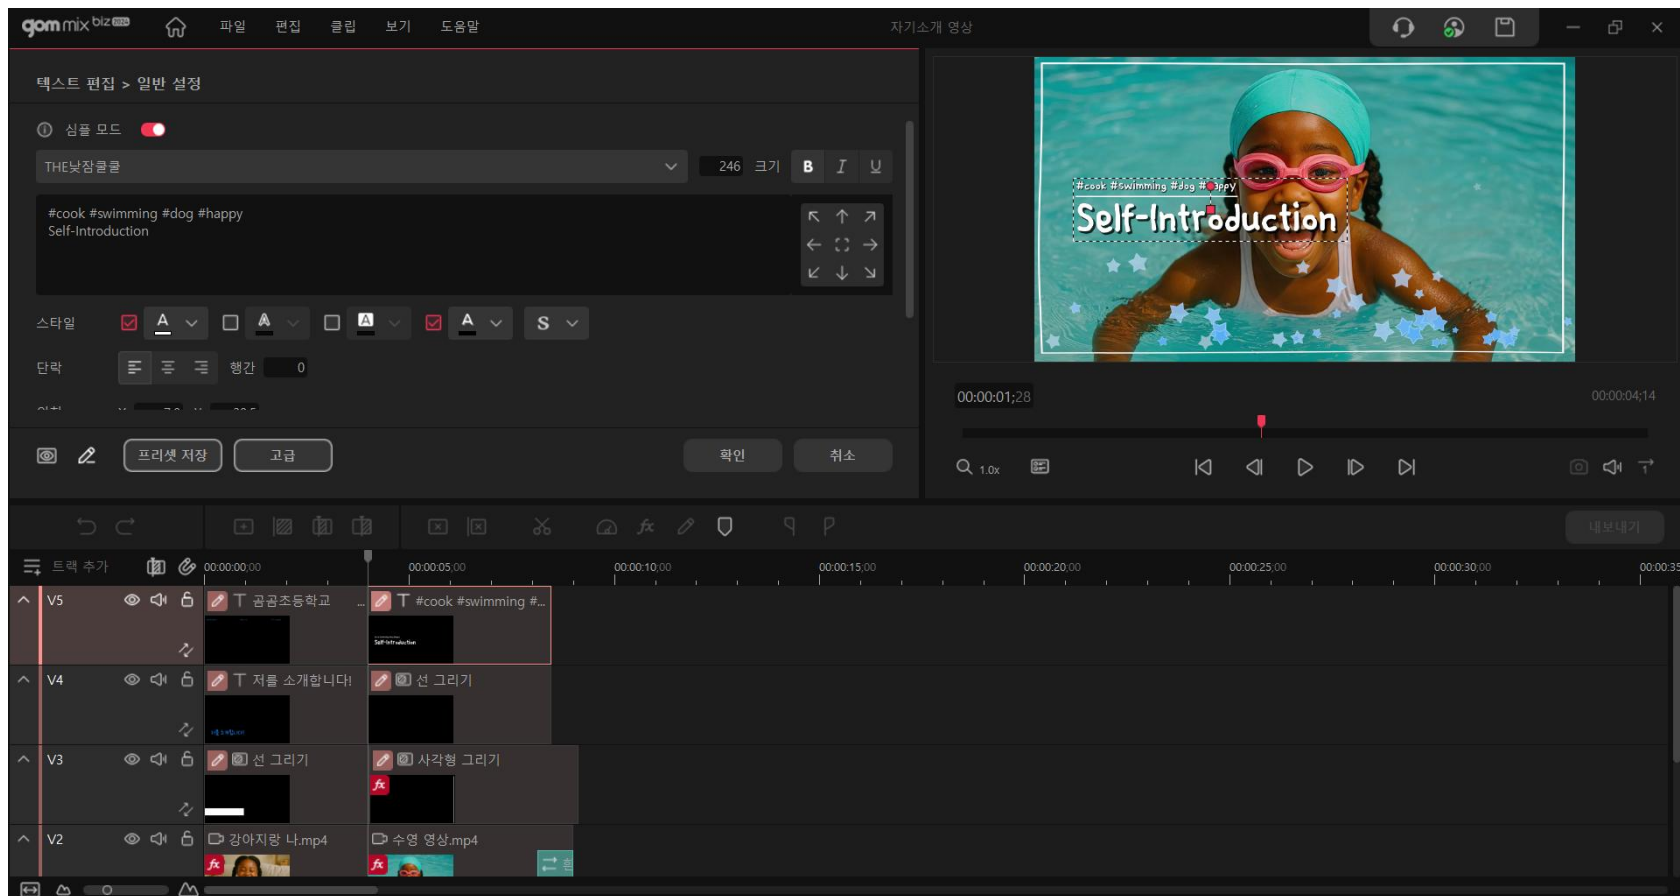 gom mix biz 2024 파일 편집 클립 보기 도움말 자기소개 영상
텍스트 편집 > 일반 설정
심플 모드
THE낮잠쿨쿨 246 크기 B I U
#cook #swimming #dog #happy
Self-Introduction
스타일 A A A A S
단락 행간 0
프리셋 저장 고급 확인 취소
#cook #swimming #dog #happy
Self-Introduction
00:00:01;28 00:00:04;14
1.0x
1
내보내기
트랙 추가 00:00:00;00 00:00:05;00 00:00:10;00 00:00:15;00 00:00:20;00 00:00:25;00 00:00:30;00 00:00:35
V5 T 곰곰초등학교 ... T #cook #swimming #...
Self-Introduction
V4 T 저를 소개합니다! 선 그리기
V3 선 그리기 사각형 그리기
fx
V2 강아지랑 나.mp4 수영 영상.mp4
fx fx